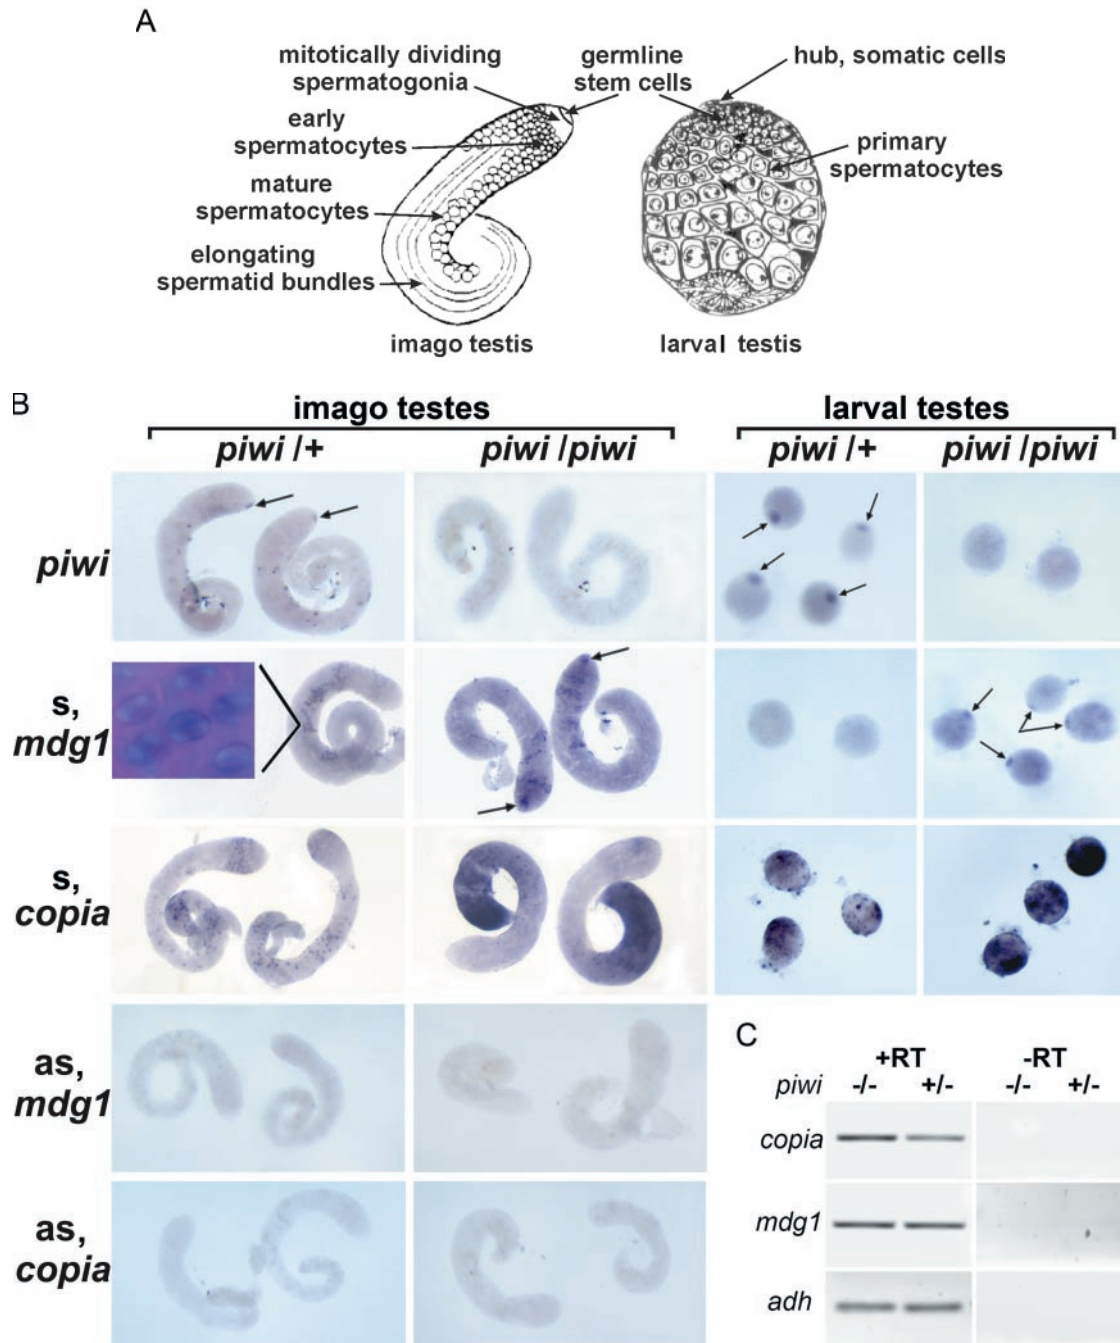 A
mitotically dividing
spermatogonia
germline
stem cells
hub, somatic cells
early
spermatocytes
primary
spermatocytes
mature
spermatocytes
elongating
spermatid bundles
imago testis
larval testis
B
imago testes
larval testes
piwi /+
piwi /piwi
piwi /+
piwi /piwi
piwi
s,
mdg1
s,
copia
as,
mdg1
as,
copia
C
+RT
-RT
piwi
-/-
+/-
-/-
+/-
copia
mdg1
adh